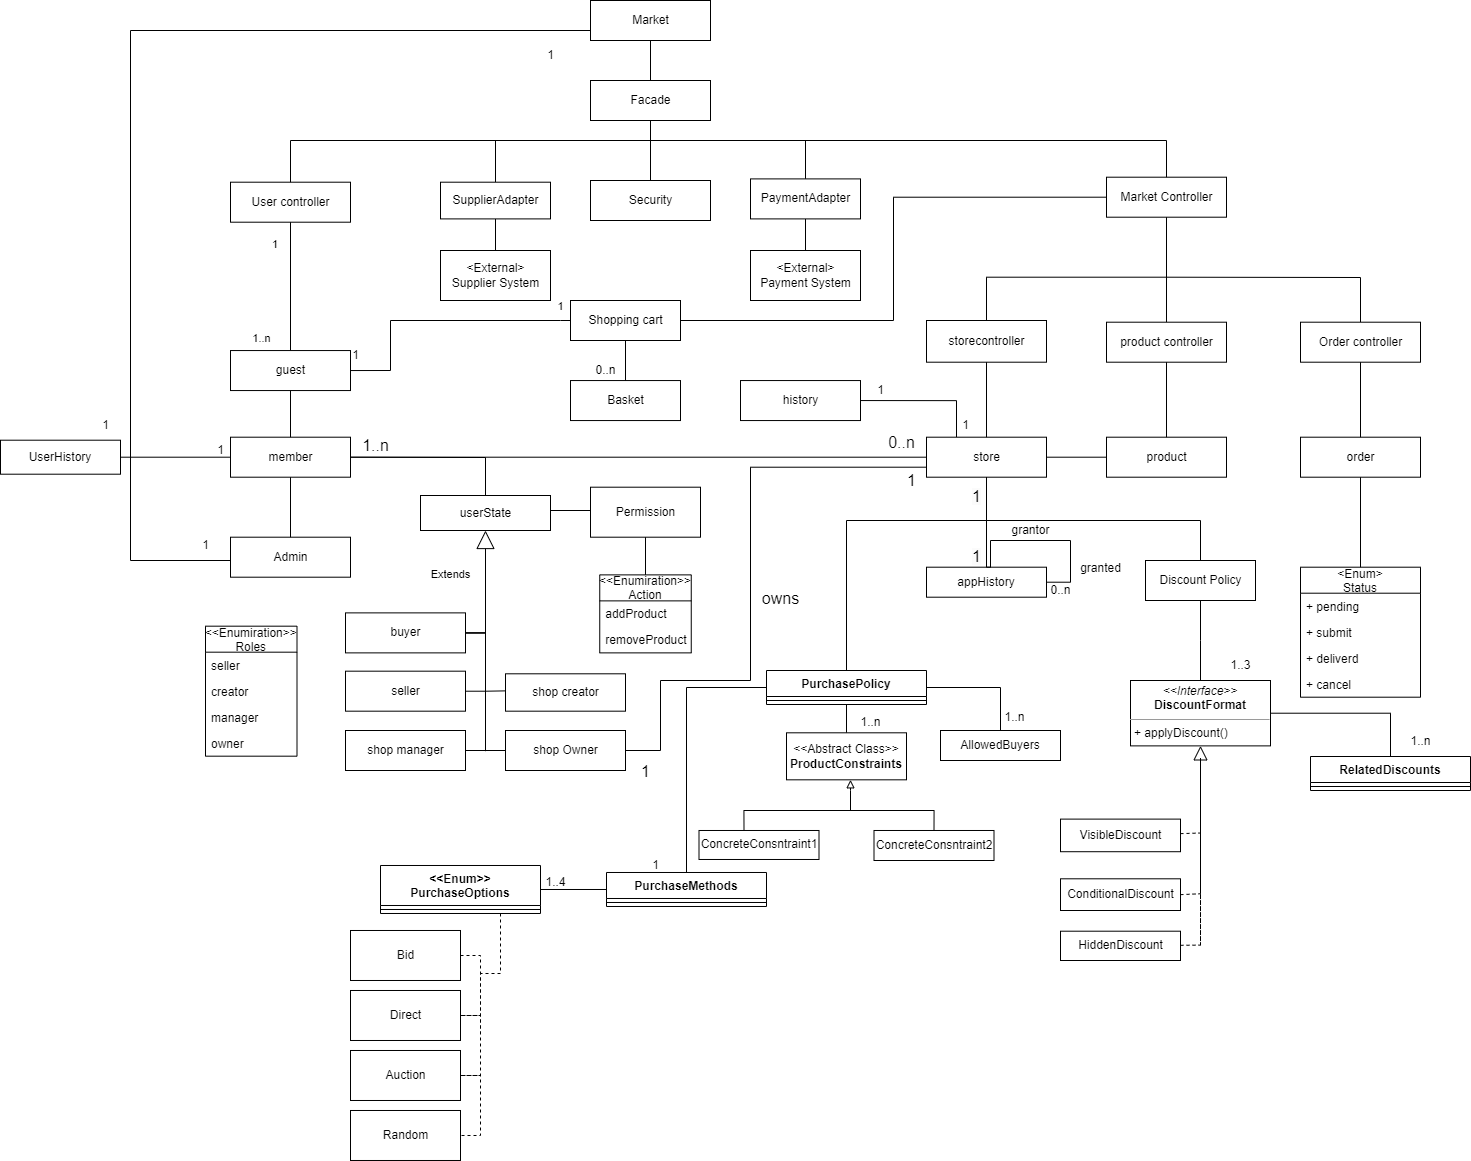 Market
1
Facade
User controller
SupplierAdapter
Security
PaymentAdapter
Market Controller
1
<External>
Supplier System
<External>
Payment System
1
Shopping cart
1..n
1
storecontroller
product controller
Order controller
guest
0..n
Basket
history
1
1
1
UserHistory
1
member
1..n
0..n
store
product
order
1
1
userState
Permission
grantor
1
Admin
1
appHistory
granted
0..n
Discount Policy
<Enum>
Status
+ pending
+ submit
+ deliverd
+ cancel
Extends
<<Enumiration>>
Action
addProduct
removeProduct
owns
<<Enumiration>>
Roles
seller
creator
manager
owner
buyer
seller
shop creator
shop manager
shop Owner
1
PurchasePolicy
1..n
1..n
<<Abstract Class>>
ProductConstraints
AllowedBuyers
1..3
<<Interface>>
DiscountFormat
+ applyDiscount()
1..n
RelatedDiscounts
ConcreteConsntraint1
ConcreteConsntraint2
VisibleDiscount
ConditionalDiscount
HiddenDiscount
<<Enum>>
PurchaseOptions
1..4
1
PurchaseMethods
Bid
Direct
Auction
Random